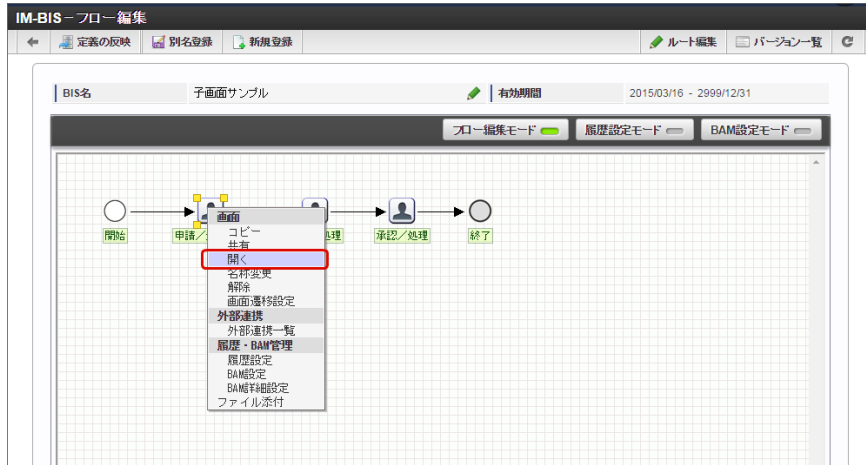 IM-BIS－フロー編集
定義の反映 別名登録 新規登録 ルート編集 バージョン一覧
BIS名 子画面サンプル 有効期間 2015/03/16 - 2999/12/31
フロー編集モード 履歴設定モード BAM設定モード
開始 申請／ 処理 承認／処理 終了
画面
コピー
共有
開く
名称変更
解除
画面遷移設定
外部連携
外部連携一覧
履歴・BAM管理
履歴設定
BAM設定
BAM詳細設定
ファイル添付